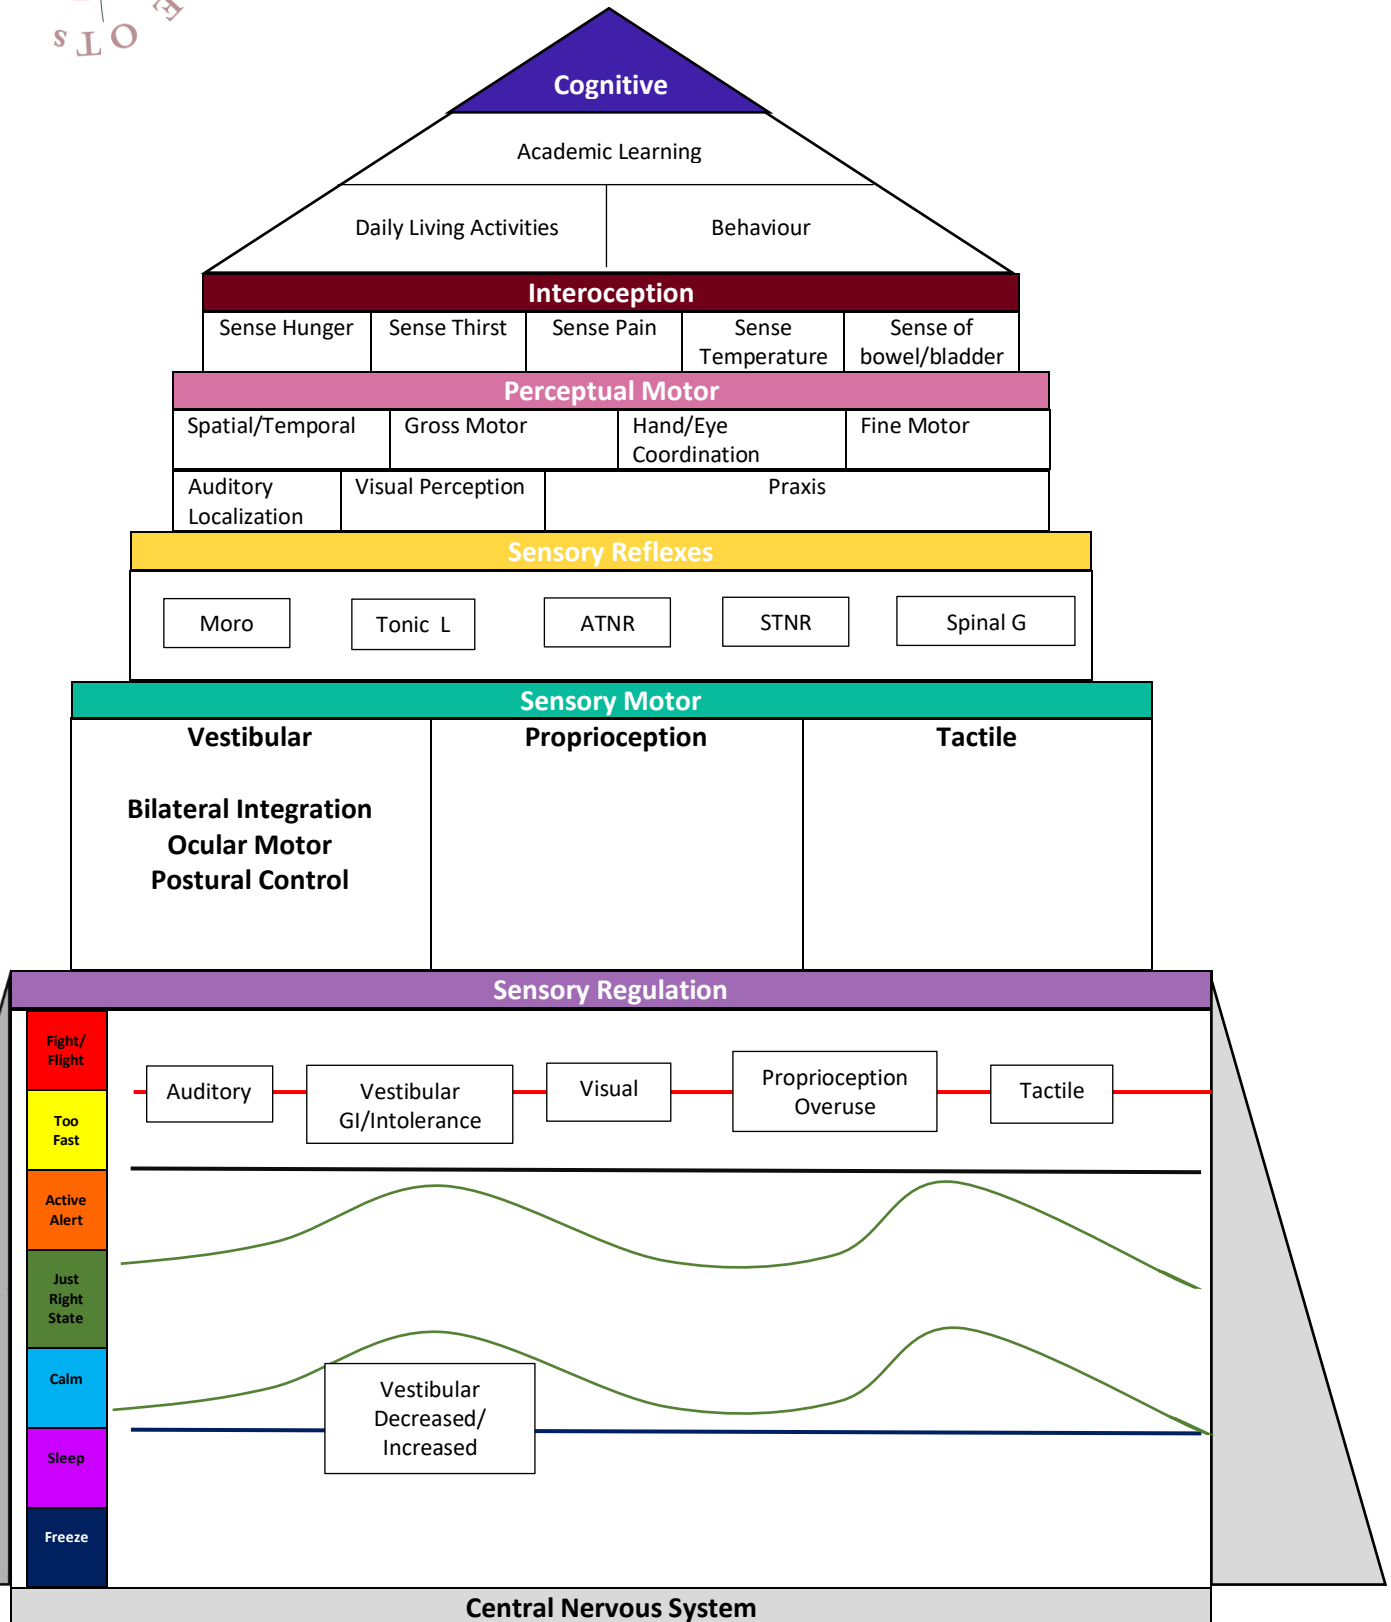 E OTs
Cognitive
Academic Learning
Daily Living Activities
Behaviour
Interoception
Sense Hunger
Sense Thirst
Sense Pain
Sense
Temperature
Sense of
bowel/bladder
Perceptual Motor
Spatial/Temporal
Gross Motor
Hand/Eye
Coordination
Fine Motor
Auditory
Localization
Visual Perception
Praxis
Sensory Reflexes
Moro
Tonic L
ATNR
STNR
Spinal G
Sensory Motor
Vestibular
Bilateral Integration
Ocular Motor
Postural Control
Proprioception
Tactile
Sensory Regulation
Fight/
Flight
Too
Fast
Active
Alert
Just
Right
State
Calm
Sleep
Freeze
Auditory
Vestibular
GI/Intolerance
Visual
Proprioception
Overuse
Tactile
Vestibular
Decreased/
Increased
Central Nervous System